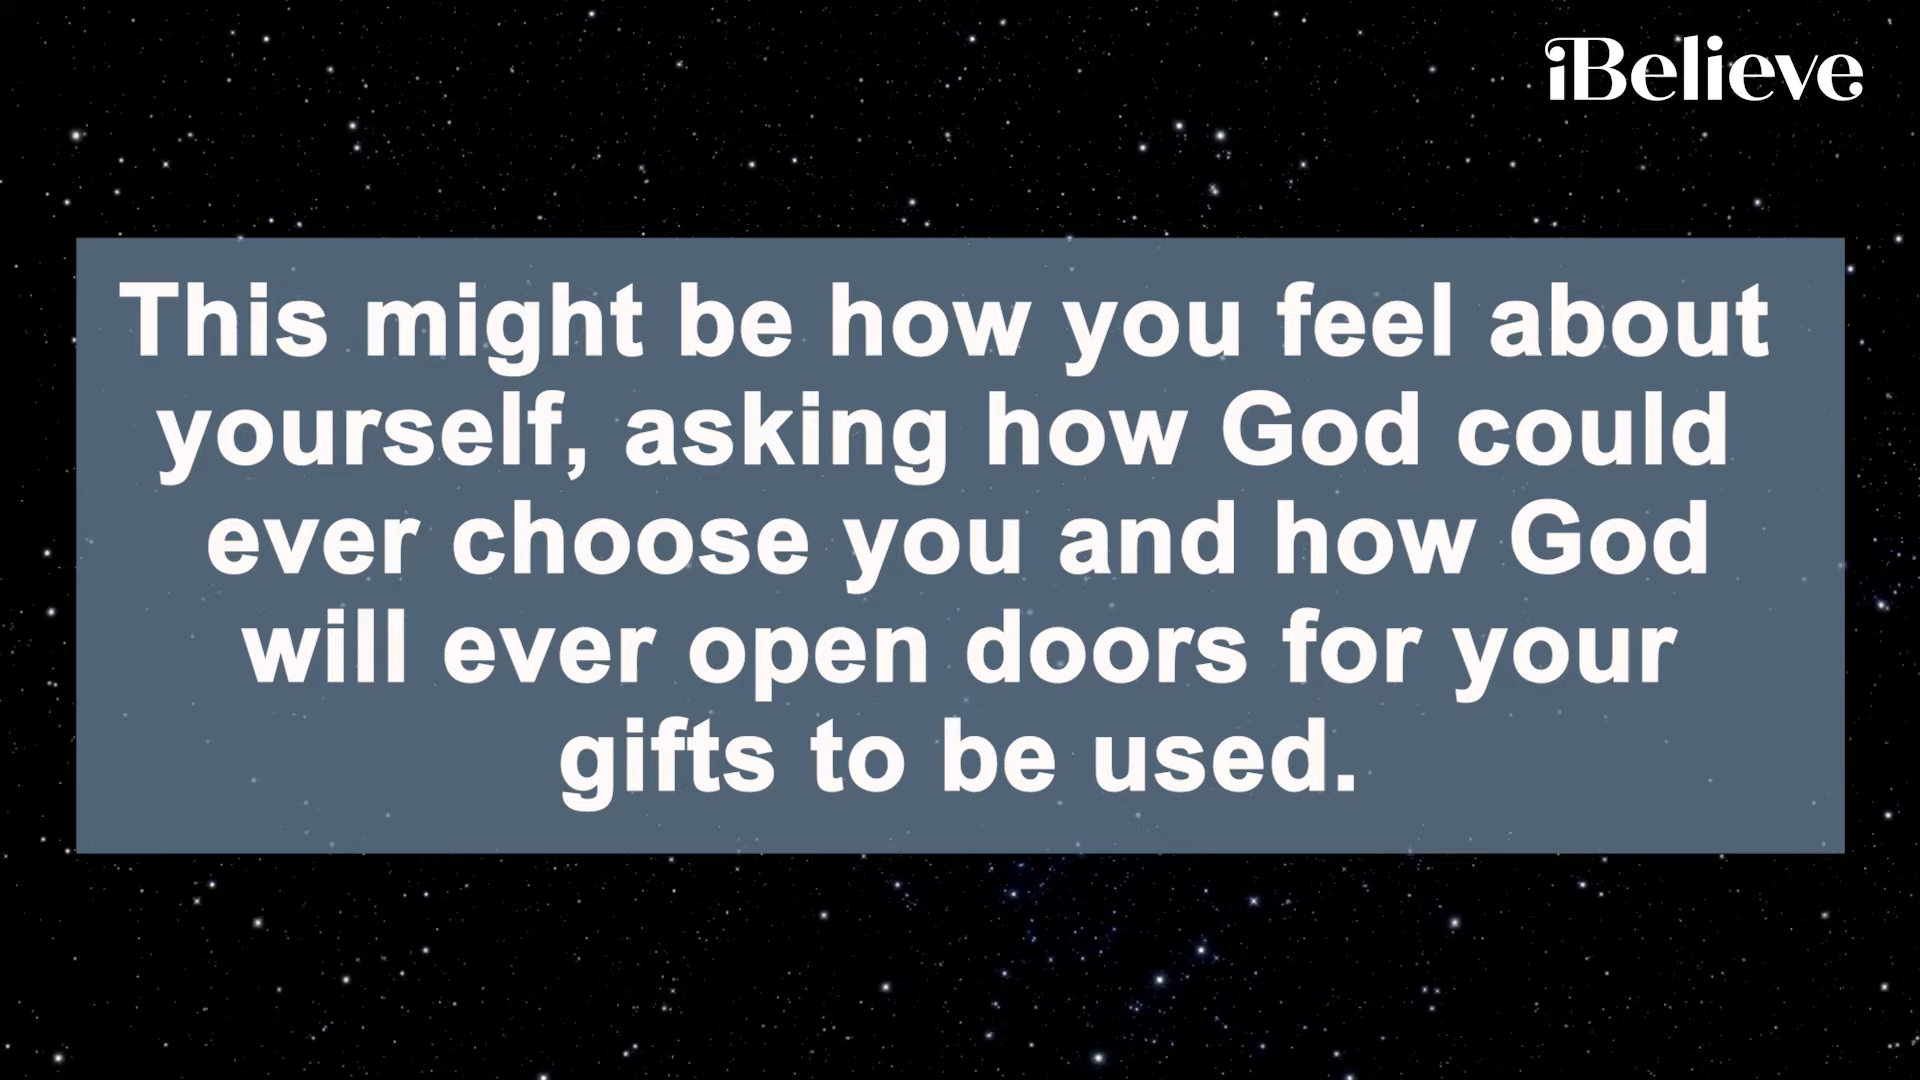 iBelieve
This might be how you feel about
yourself, asking how God could
ever choose you and how God
will ever open doors for your
gifts to be used.